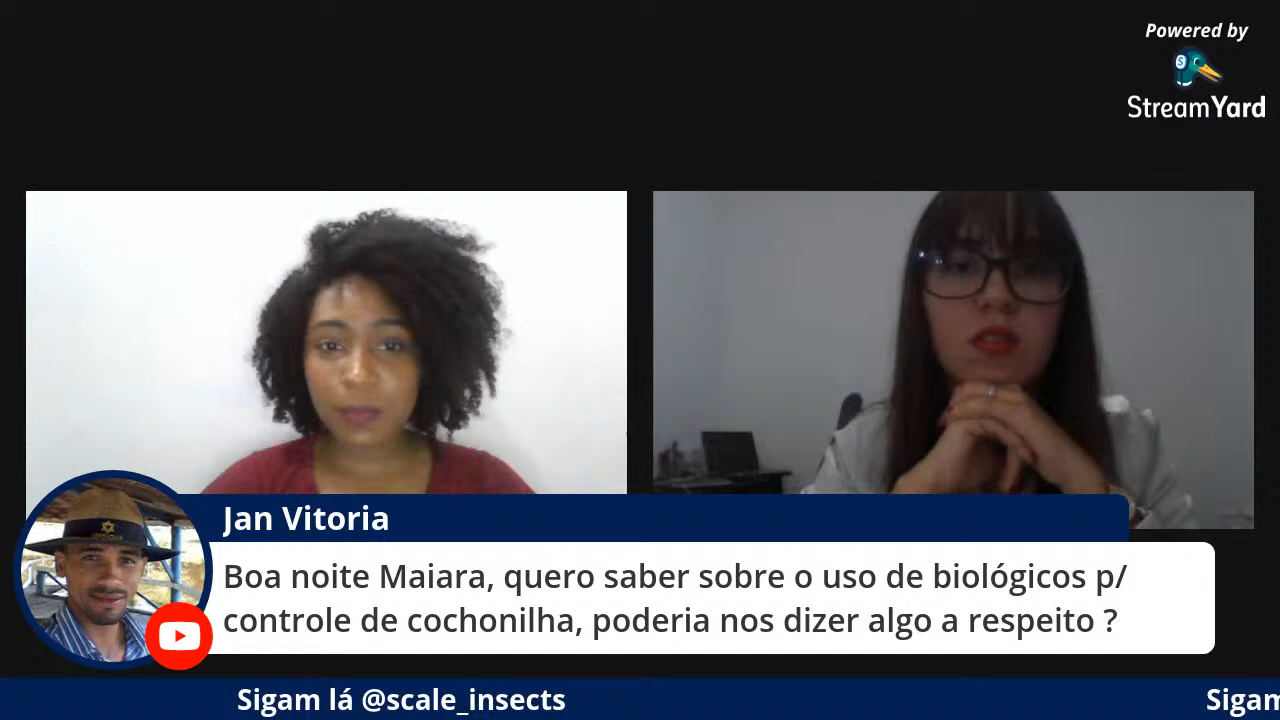 Powered by
StreamYard
Jan Vitoria
Boa noite Maiara, quero saber sobre o uso de biológicos p/
controle de cochonilha, poderia nos dizer algo a respeito ?
Sigam lá @scale_insects
Sigam